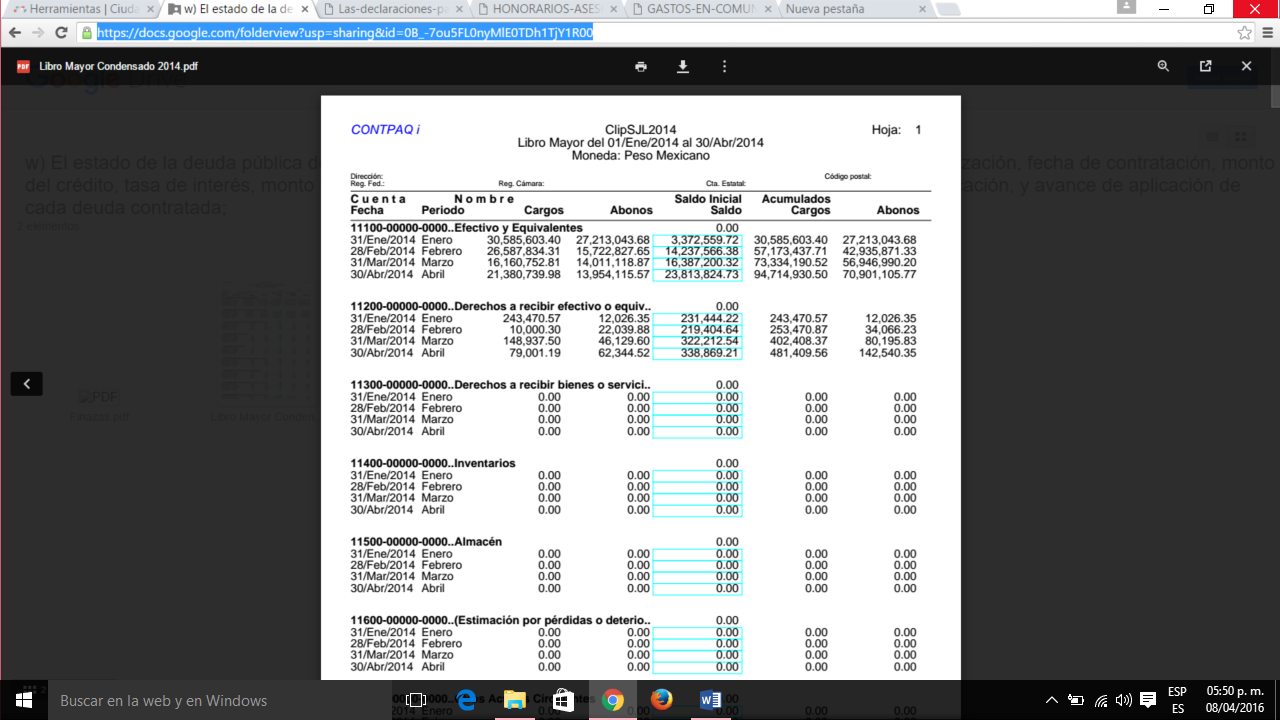 Herramientas | Ciuda
w) El estado de la de
Las-declaraciones-pa
HONORARIOS-ASES
GASTOS-EN-COMUN
Nueva pestaña
https://docs.google.com/folderview?usp=sharing&id=0B_-7ou5FL0nyMlE0TDh1TjY1R00
PDF Libro Mayor Condensado 2014.pdf
w) El estado de la deuda pública d
zación, fecha de contratación, monto
del crédito, tasa de interés, monto
ación, y avance de aplicación de
cada deuda contratada;
2 elementos
PDF
Libro Mayor Conden
CONTPAQ i
ClipSJL2014
Hoja: 1
Libro Mayor del 01/Ene/2014 al 30/Abr/2014
Moneda: Peso Mexicano
Dirección: Código postal:
Reg. Fed.: Reg. Cámara: Cta. Estatal:
Cuenta Nombre Saldo Inicial Acumulados
Fecha Periodo Cargos Abonos Saldo Cargos Abonos
11100-00000-0000..Efectivo y Equivalentes 0.00
31/Ene/2014 Enero 30,585,603.40 27,213,043.68 3,372,559.72 30,585,603.40 27,213,043.68
28/Feb/2014 Febrero 26,587,834.31 15,722,827.65 14,237,566.38 57,173,437.71 42,935,871.33
31/Mar/2014 Marzo 16,160,752.81 14,011,118.87 16,387,200.32 73,334,190.52 56,946,990.20
30/Abr/2014 Abril 21,380,739.98 13,954,115.57 23,813,824.73 94,714,930.50 70,901,105.77
11200-00000-0000..Derechos a recibir efectivo o equiv.. 0.00
31/Ene/2014 Enero 243,470.57 12,026.35 231,444.22 243,470.57 12,026.35
28/Feb/2014 Febrero 10,000.30 22,039.88 219,404.64 253,470.87 34,066.23
31/Mar/2014 Marzo 148,937.50 46,129.60 322,212.54 402,408.37 80,195.83
30/Abr/2014 Abril 79,001.19 62,344.52 338,869.21 481,409.56 142,540.35
11300-00000-0000..Derechos a recibir bienes o servici.. 0.00
31/Ene/2014 Enero 0.00 0.00 0.00 0.00 0.00
28/Feb/2014 Febrero 0.00 0.00 0.00 0.00 0.00
31/Mar/2014 Marzo 0.00 0.00 0.00 0.00 0.00
30/Abr/2014 Abril 0.00 0.00 0.00 0.00 0.00
11400-00000-0000..Inventarios 0.00
31/Ene/2014 Enero 0.00 0.00 0.00 0.00 0.00
28/Feb/2014 Febrero 0.00 0.00 0.00 0.00 0.00
31/Mar/2014 Marzo 0.00 0.00 0.00 0.00 0.00
30/Abr/2014 Abril 0.00 0.00 0.00 0.00 0.00
11500-00000-0000..Almacén 0.00
31/Ene/2014 Enero 0.00 0.00 0.00 0.00 0.00
28/Feb/2014 Febrero 0.00 0.00 0.00 0.00 0.00
31/Mar/2014 Marzo 0.00 0.00 0.00 0.00 0.00
30/Abr/2014 Abril 0.00 0.00 0.00 0.00 0.00
11600-00000-0000..(Estimación por pérdidas o deterio.. 0.00
31/Ene/2014 Enero 0.00 0.00 0.00 0.00 0.00
28/Feb/2014 Febrero 0.00 0.00 0.00 0.00 0.00
31/Mar/2014 Marzo 0.00 0.00 0.00 0.00 0.00
30/Abr/2014 Abril 0.00 0.00 0.00 0.00 0.00
Buscar en la web y en Windows
ESP 05:50 p. m.
ES 08/04/2016